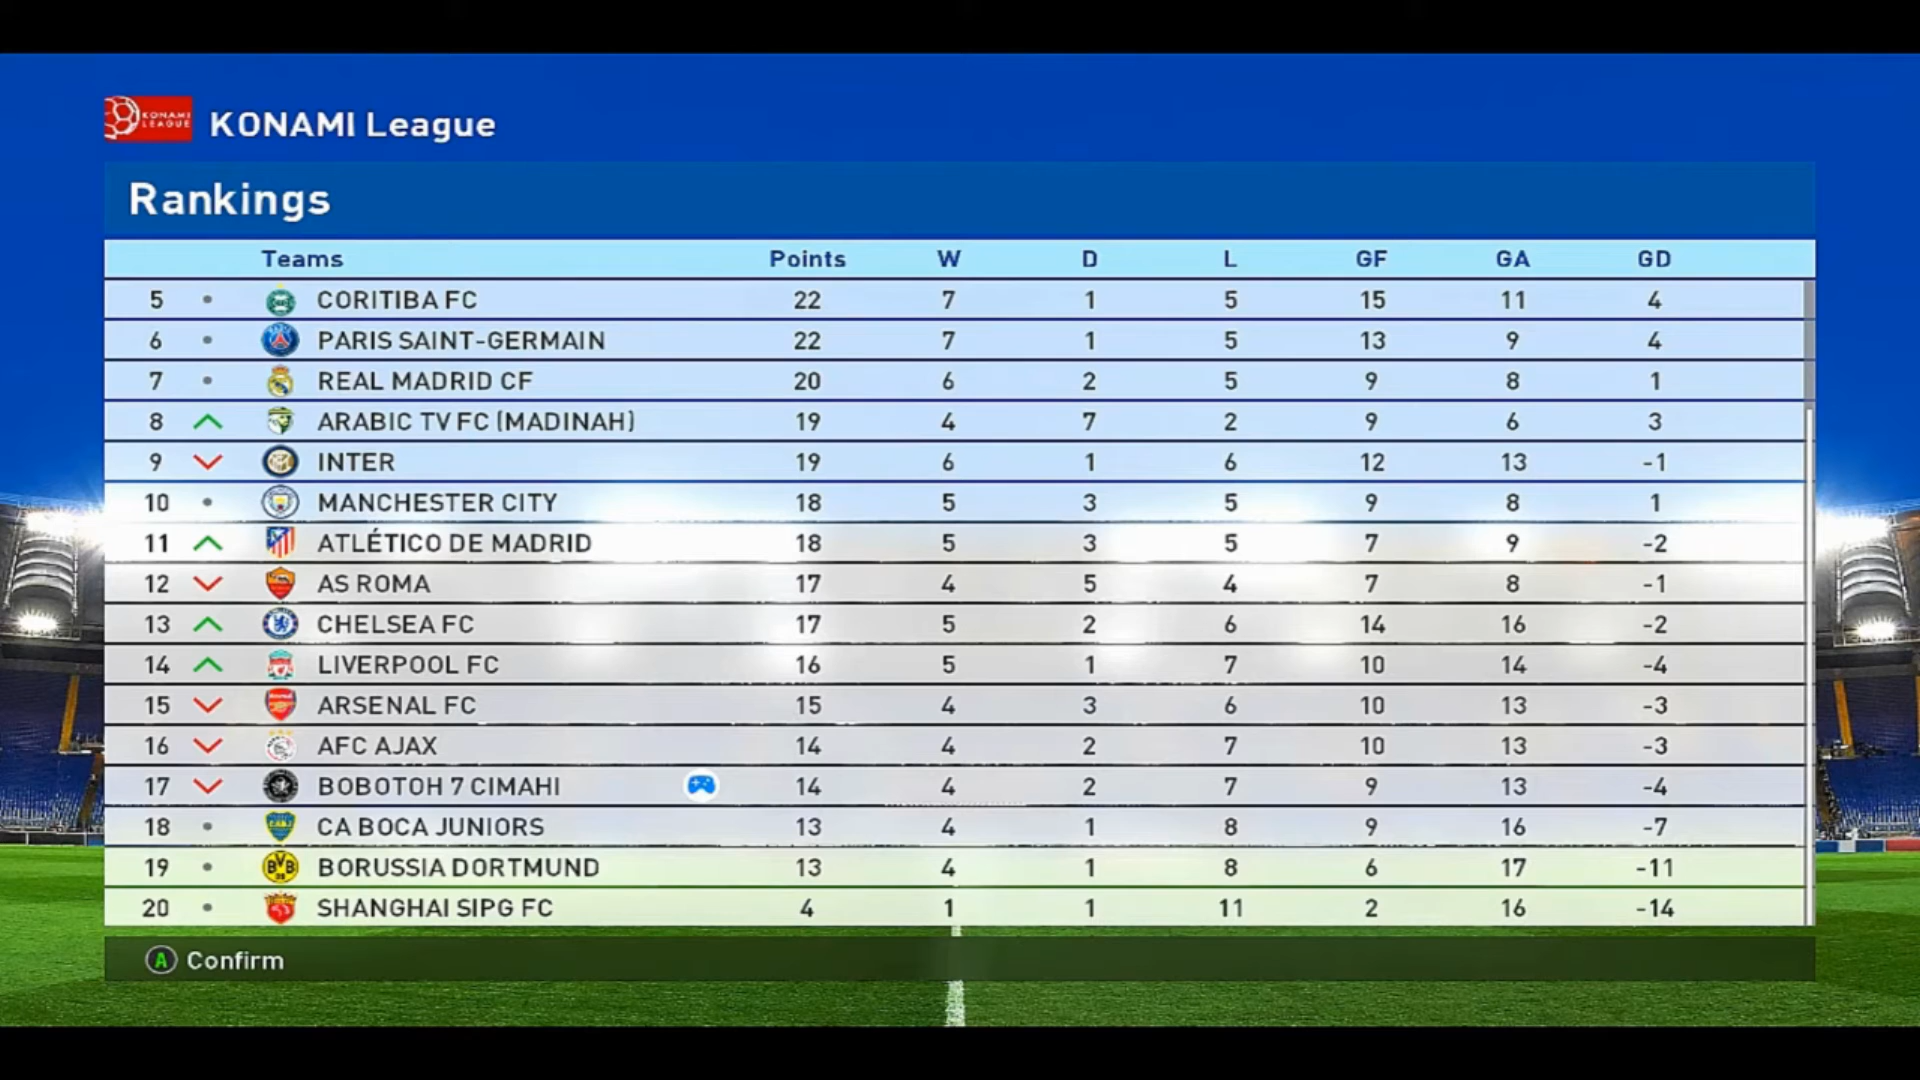 KONAMI LEAGUE
KONAMI League
Rankings
Teams Points W D L GF GA GD
5 CORITIBA FC 22 7 1 5 15 11 4
6 PARIS SAINT-GERMAIN 22 7 1 5 13 9 4
7 REAL MADRID CF 20 6 2 5 9 8 1
8 ARABIC TV FC (MADINAH) 19 4 7 2 9 6 3
9 INTER 19 6 1 6 12 13 -1
10 MANCHESTER CITY 18 5 3 5 9 8 1
11 ATLÉTICO DE MADRID 18 5 3 5 7 9 -2
12 AS ROMA 17 4 5 4 7 8 -1
13 CHELSEA FC 17 5 2 6 14 16 -2
14 LIVERPOOL FC 16 5 1 7 10 14 -4
15 ARSENAL FC 15 4 3 6 10 13 -3
16 AFC AJAX 14 4 2 7 10 13 -3
17 BOBOTOH 7 CIMAHI 14 4 2 7 9 13 -4
18 CA BOCA JUNIORS 13 4 1 8 9 16 -7
19 BORUSSIA DORTMUND 13 4 1 8 6 17 -11
20 SHANGHAI SIPG FC 4 1 1 11 2 16 -14
A Confirm